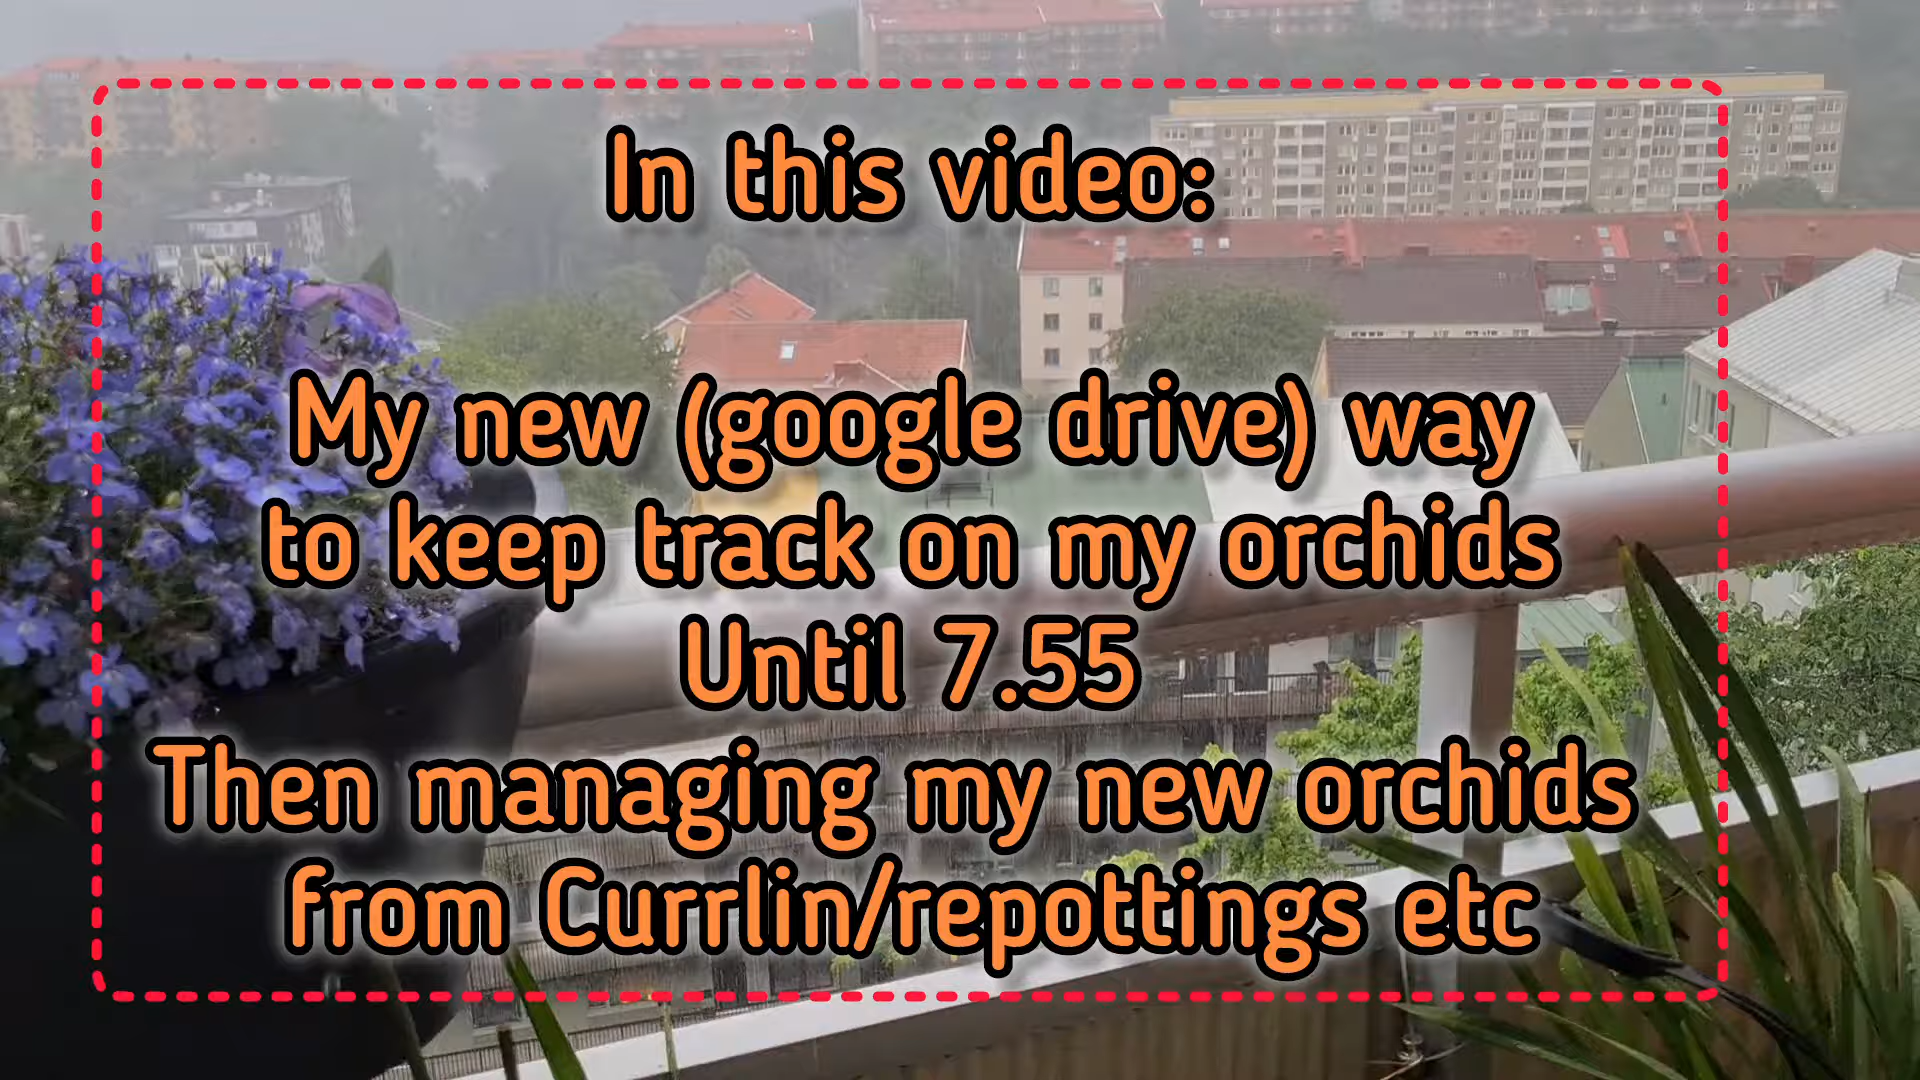 In this video:
My new (google drive) way
to keep track on my orchids
Until 7.55
Then managing my new orchids
from Currlin/repottings etc